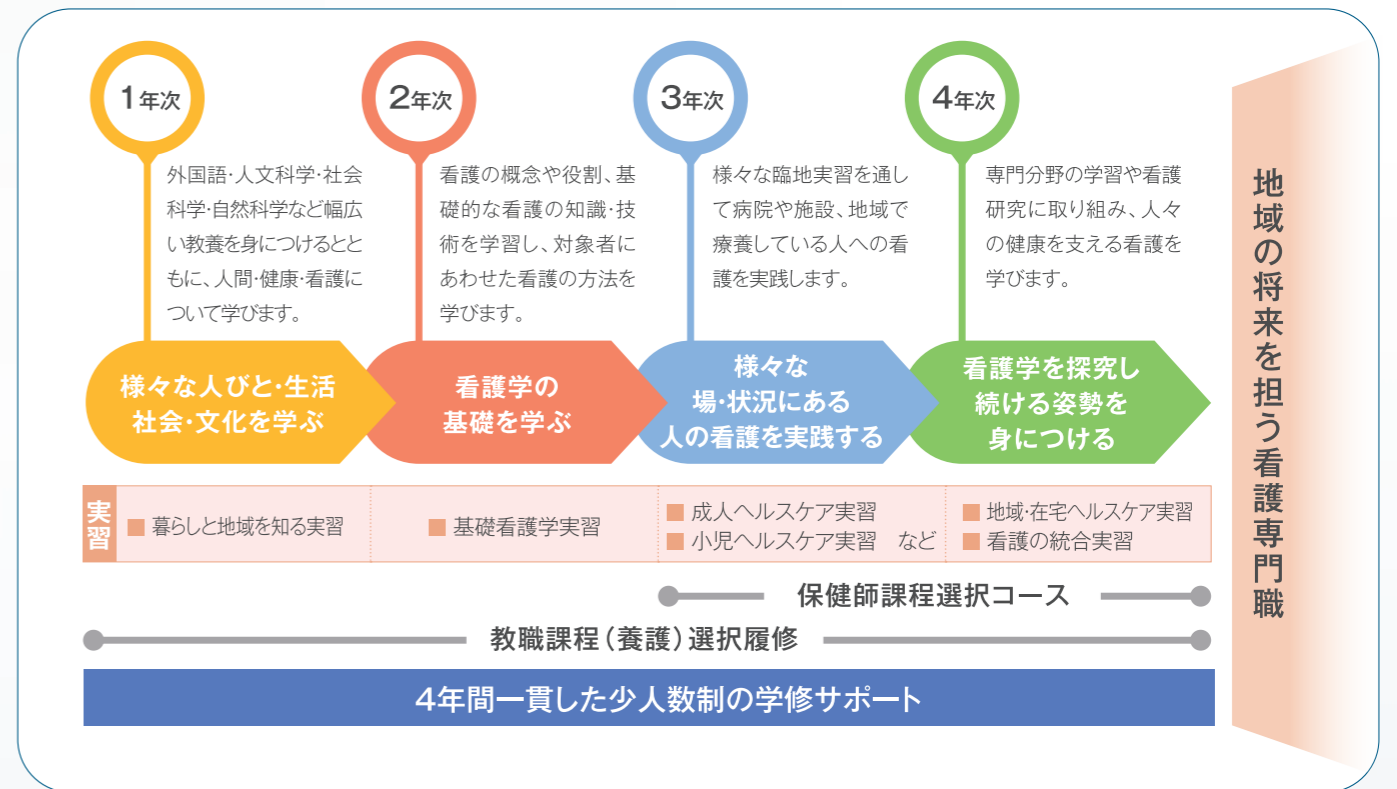 1年次
外国語・人文科学・社会
科学・自然科学など幅広
い教養を身につけるとと
もに、人間・健康・看護に
ついて学びます。
様々な人びと・生活
社会・文化を学ぶ
2年次
看護の概念や役割、基
礎的な看護の知識・技
術を学習し、対象者に
あわせた看護の方法を
学びます。
看護学の
基礎を学ぶ
3年次
様々な臨地実習を通し
て病院や施設、地域で
療養している人への看
護を実践します。
様々な
場・状況にある
人の看護を実践する
4年次
専門分野の学習や看護
研究に取り組み、人々
の健康を支える看護を
学びます。
看護学を探究し
続ける姿勢を
身につける
実習
■ 暮らしと地域を知る実習
■ 基礎看護学実習
■ 成人ヘルスケア実習
■ 小児ヘルスケア実習　など
■ 地域・在宅ヘルスケア実習
■ 看護の統合実習
保健師課程選択コース
教職課程（養護）選択履修
4年間一貫した少人数制の学修サポート
地域の将来を担う看護専門職